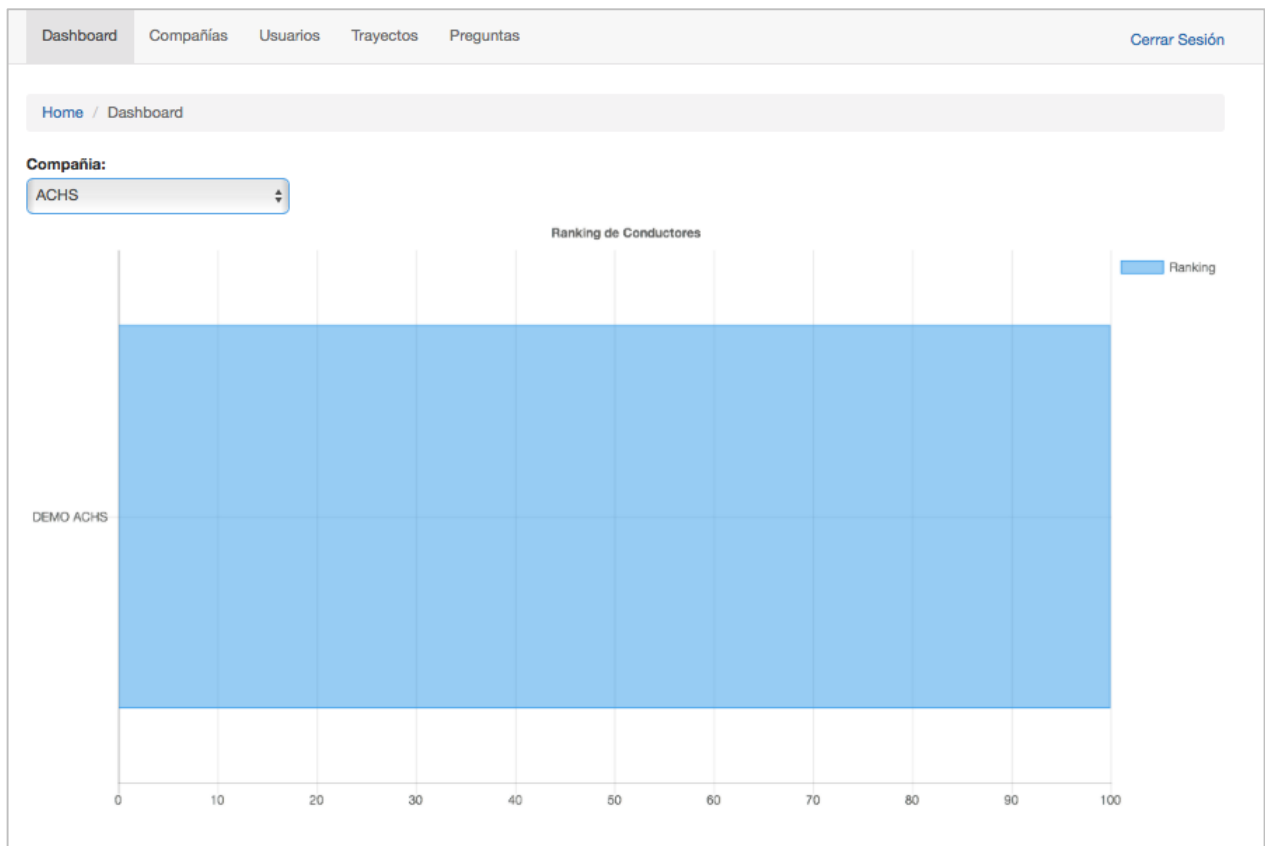 Dashboard Compañías Usuarios Trayectos Preguntas Cerrar Sesión
Home / Dashboard
Compañia:
ACHS
Ranking de Conductores
Ranking
DEMO ACHS
0 10 20 30 40 50 60 70 80 90 100